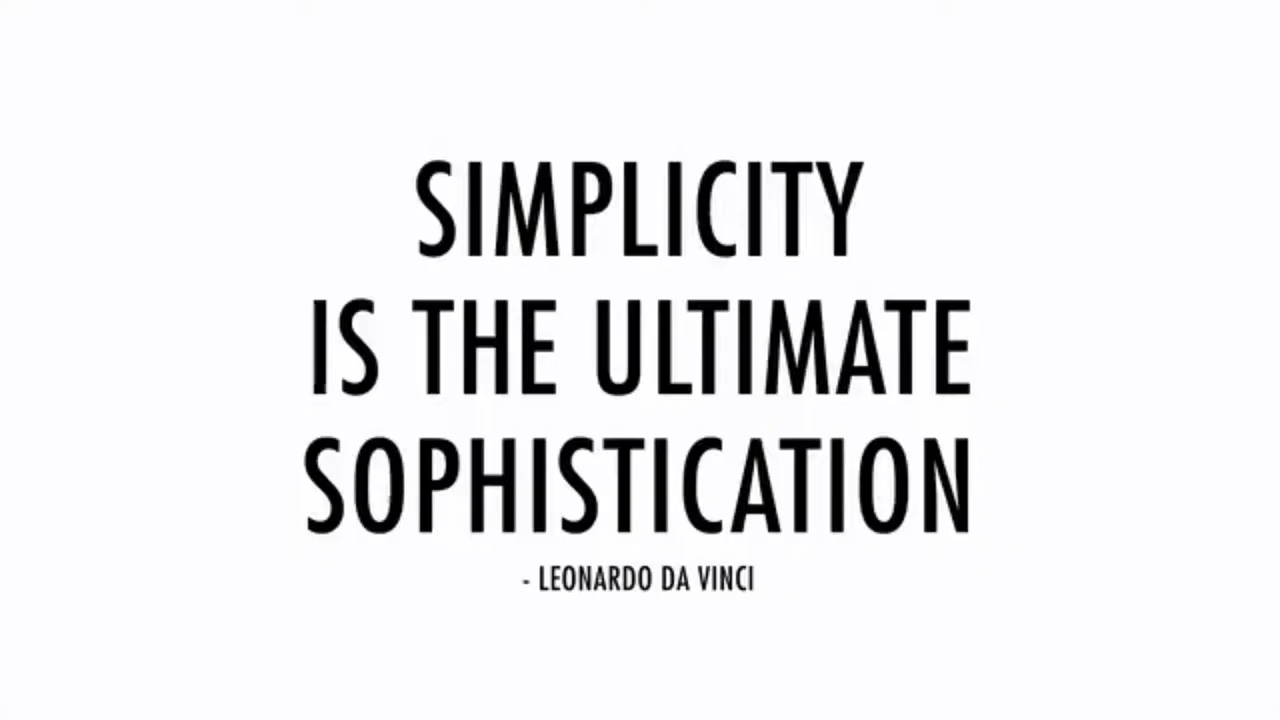 SIMPLICITY
IS THE ULTIMATE
SOPHISTICATION
- LEONARDO DA VINCI